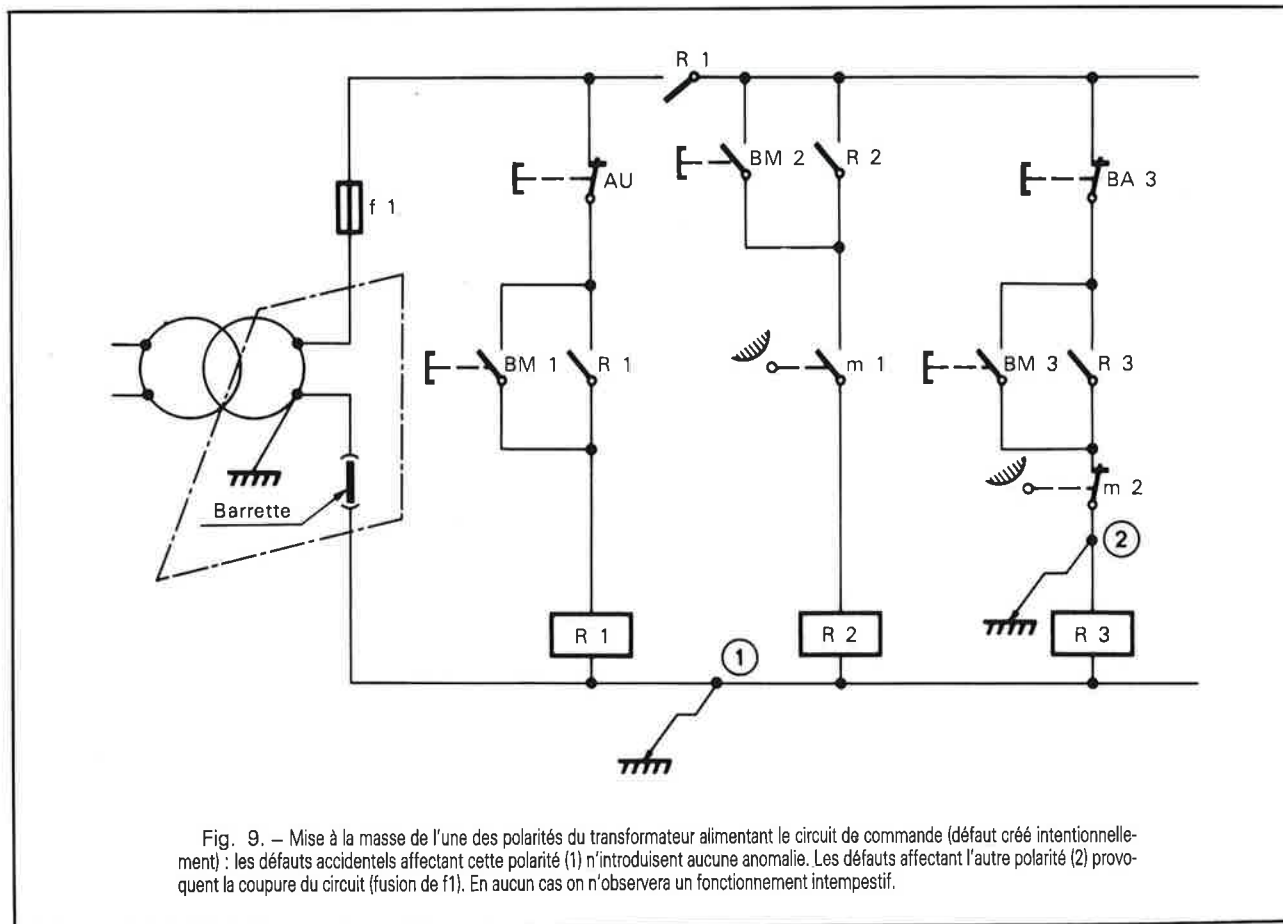 R 1
BM 2
R 2
AU
BA 3
f 1
BM 1
R 1
m 1
BM 3
R 3
Barrette
m 2
2
R 1
R 2
R 3
1
Fig. 9. – Mise à la masse de l'une des polarités du transformateur alimentant le circuit de commande (défaut créé intentionnelle-
ment) : les défauts accidentels affectant cette polarité (1) n'introduisent aucune anomalie. Les défauts affectant l'autre polarité (2) provo-
quent la coupure du circuit (fusion de f1). En aucun cas on n'observera un fonctionnement intempestif.